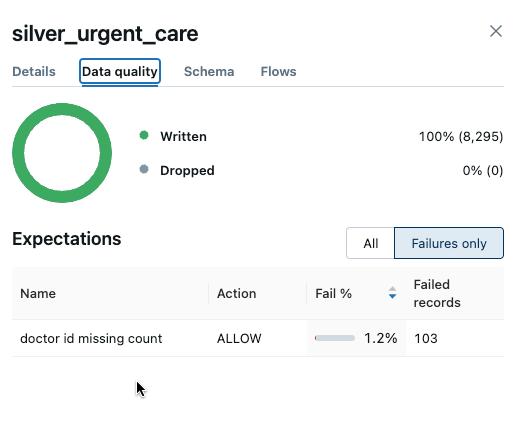 silver_urgent_care
Details Data quality Schema Flows
Written 100% (8,295)
Dropped 0% (0)
Expectations
All Failures only
Name Action Fail % Failed records
doctor id missing count ALLOW 1.2% 103